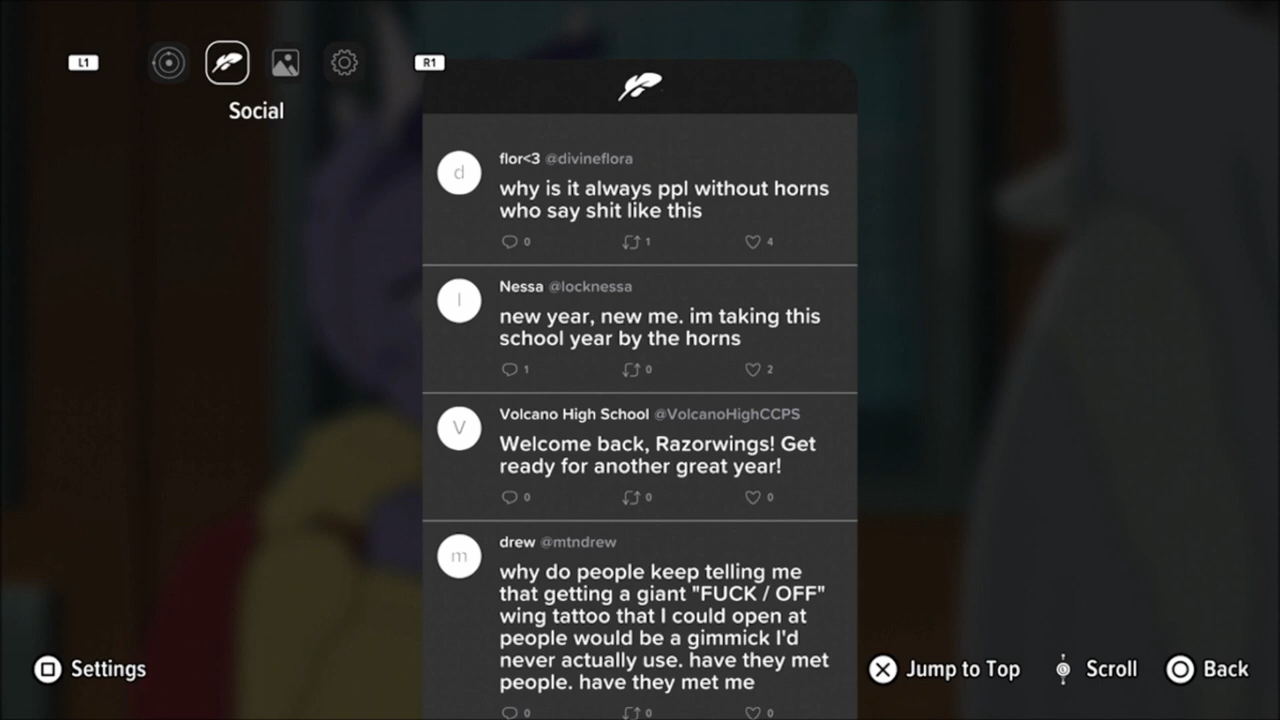 L1
R1
Social
flor<3 @divineflora
d
why is it always ppl without horns
who say shit like this
0 1 4
Nessa @locknessa
l
new year, new me. im taking this
school year by the horns
1 0 2
Volcano High School @VolcanoHighCCPS
V
Welcome back, Razorwings! Get
ready for another great year!
0 0 0
drew @mtndrew
m
why do people keep telling me
that getting a giant "FUCK / OFF"
wing tattoo that I could open at
people would be a gimmick I'd
never actually use. have they met
people. have they met me
0 0 0
Settings
Jump to Top
Scroll
Back